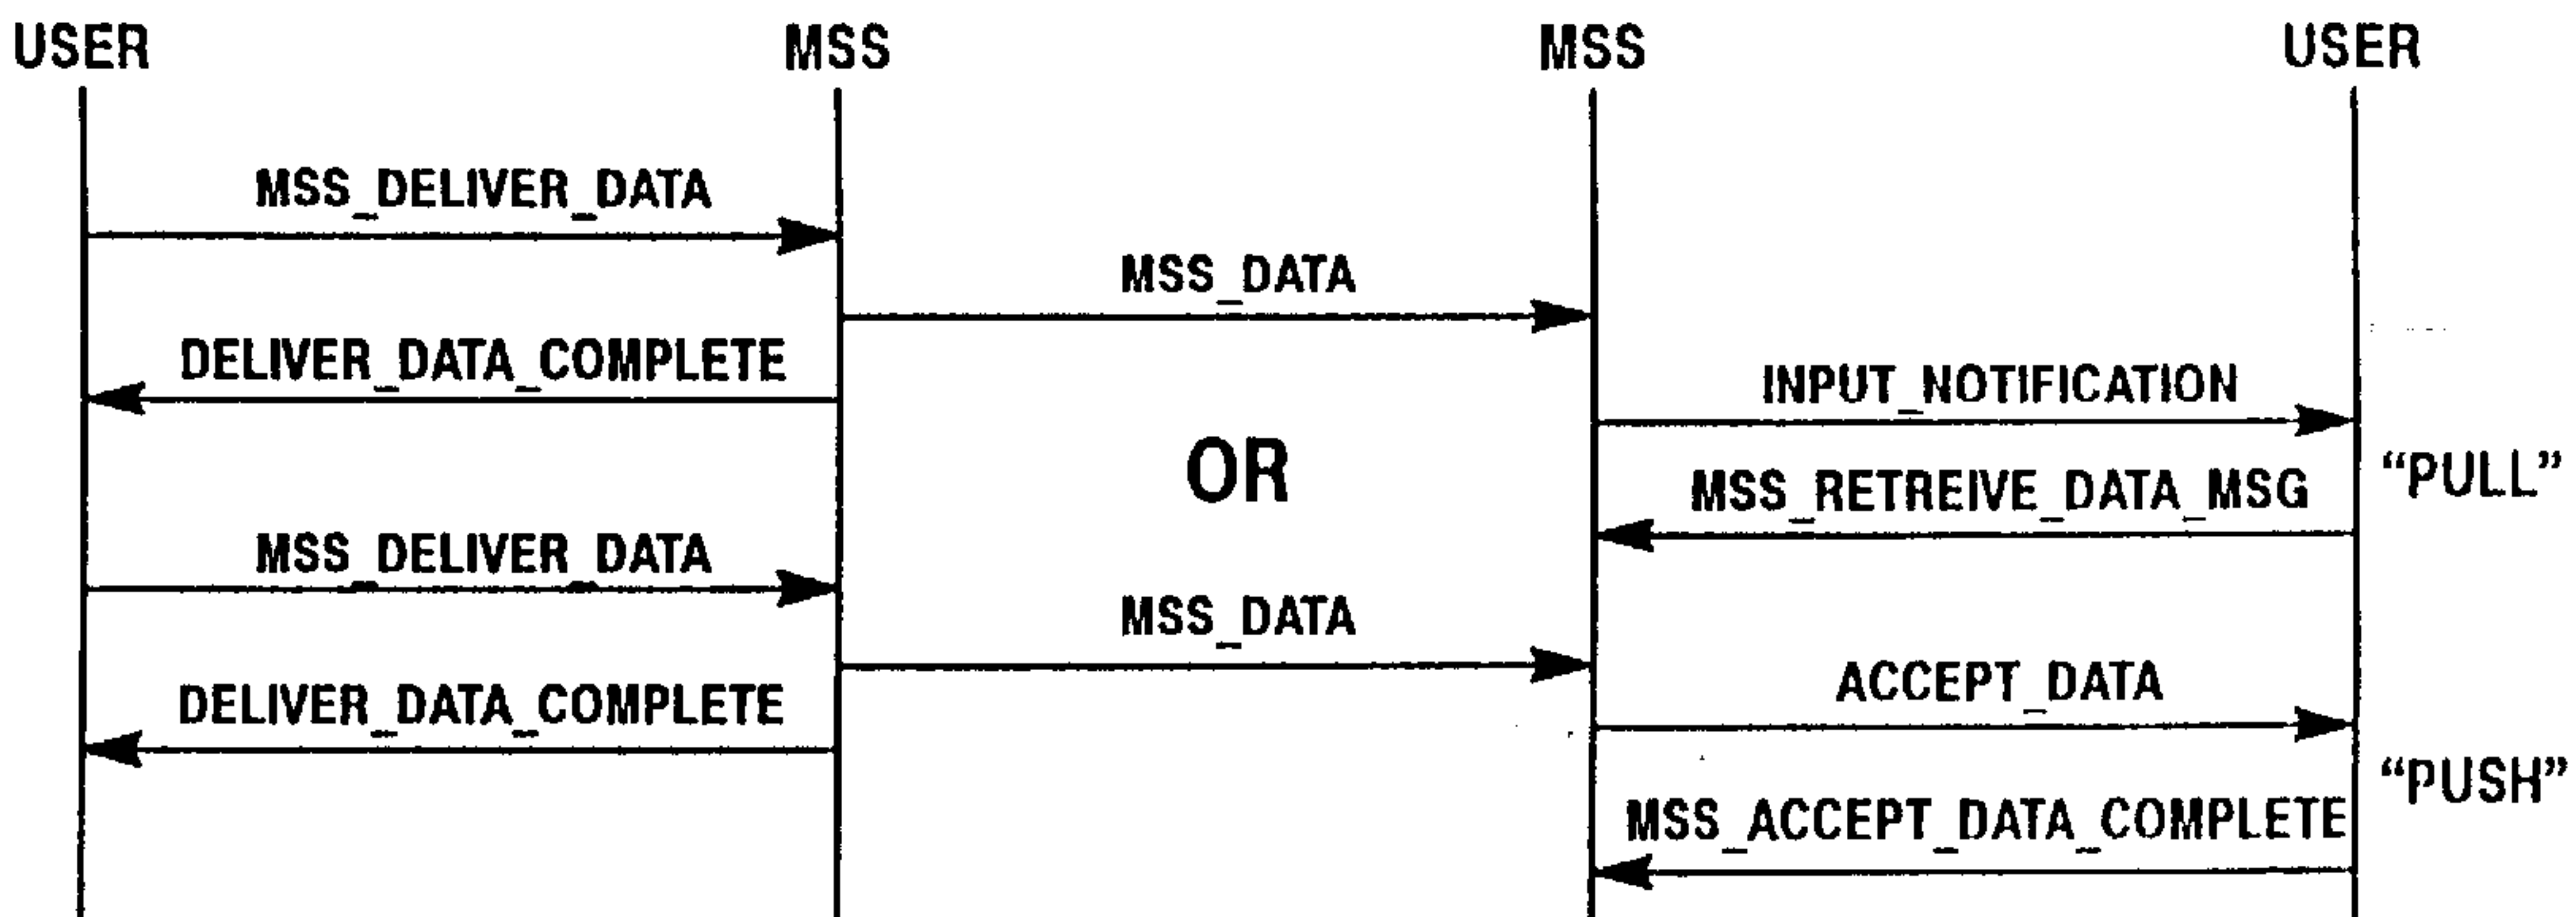 USER MSS MSS USER
MSS_DELIVER_DATA
MSS_DATA
DELIVER_DATA_COMPLETE
INPUT_NOTIFICATION
OR
"PULL"
MSS_RETREIVE_DATA_MSG
MSS_DELIVER_DATA
MSS_DATA
ACCEPT_DATA
DELIVER_DATA_COMPLETE
"PUSH"
MSS_ACCEPT_DATA_COMPLETE